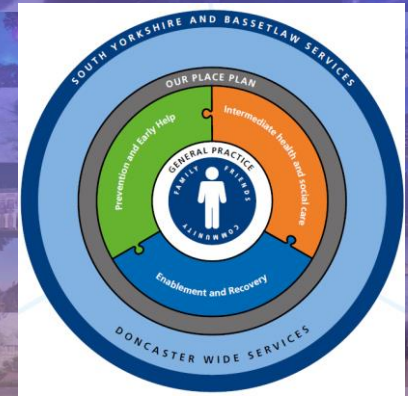 SOUTH YORKSHIRE AND BASSETLAW SERVICES
OUR PLACE PLAN
Prevention and Early Help
Intermediate health and social care
GENERAL PRACTICE
FAMILY
FRIENDS
COMMUNITY
Enablement and Recovery
DONCASTER WIDE SERVICES